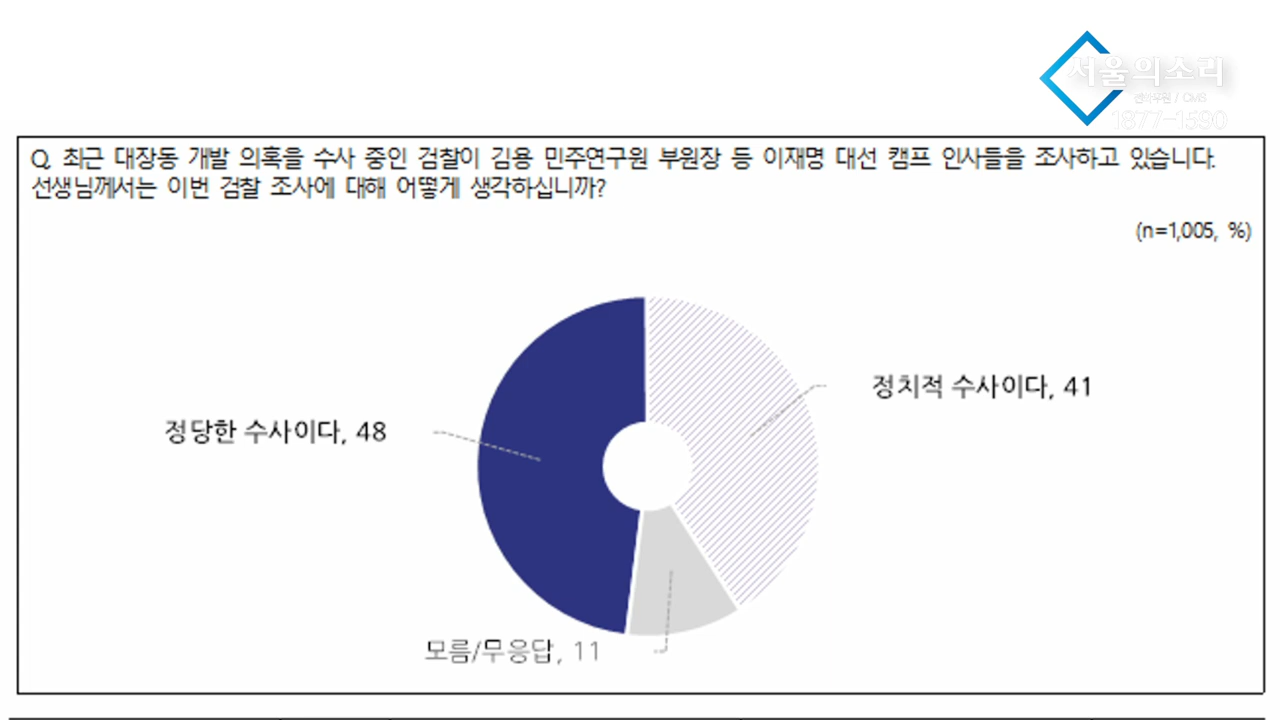 서울의소리
1877-1590
Q. 최근 대장동 개발 의혹을 수사 중인 검찰이 김용 민주연구원 부원장 등 이재명 대선 캠프 인사들을 조사하고 있습니다.
선생님께서는 이번 검찰 조사에 대해 어떻게 생각하십니까?
(n=1,005, %)
정치적 수사이다, 41
정당한 수사이다, 48
모름/무응답, 11